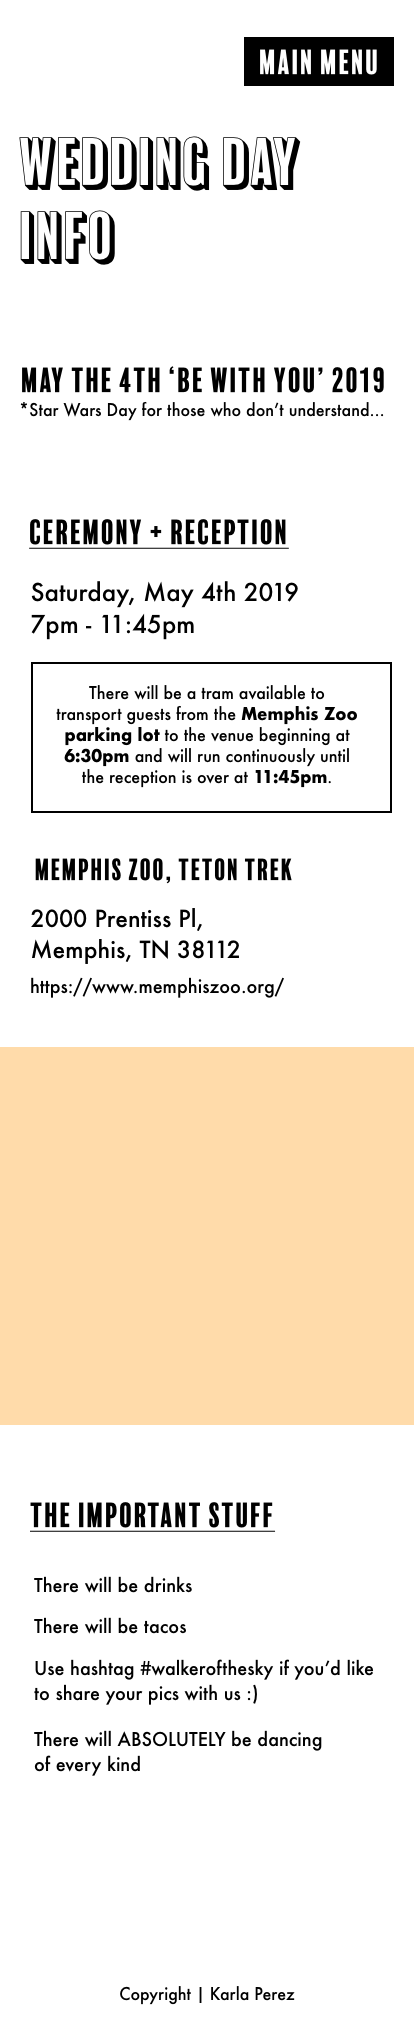 MAIN MENU
WEDDING DAY
INFO
MAY THE 4TH ‘BE WITH YOU’ 2019
*Star Wars Day for those who don’t understand...
CEREMONY + RECEPTION
Saturday, May 4th 2019
7pm - 11:45pm
There will be a tram available to
transport guests from the Memphis Zoo
parking lot to the venue beginning at
6:30pm and will run continuously until
the reception is over at 11:45pm.
MEMPHIS ZOO, TETON TREK
2000 Prentiss Pl,
Memphis, TN 38112
https://www.memphiszoo.org/
THE IMPORTANT STUFF
There will be drinks
There will be tacos
Use hashtag #walkerofthesky if you’d like
to share your pics with us :)
There will ABSOLUTELY be dancing
of every kind
Copyright | Karla Perez